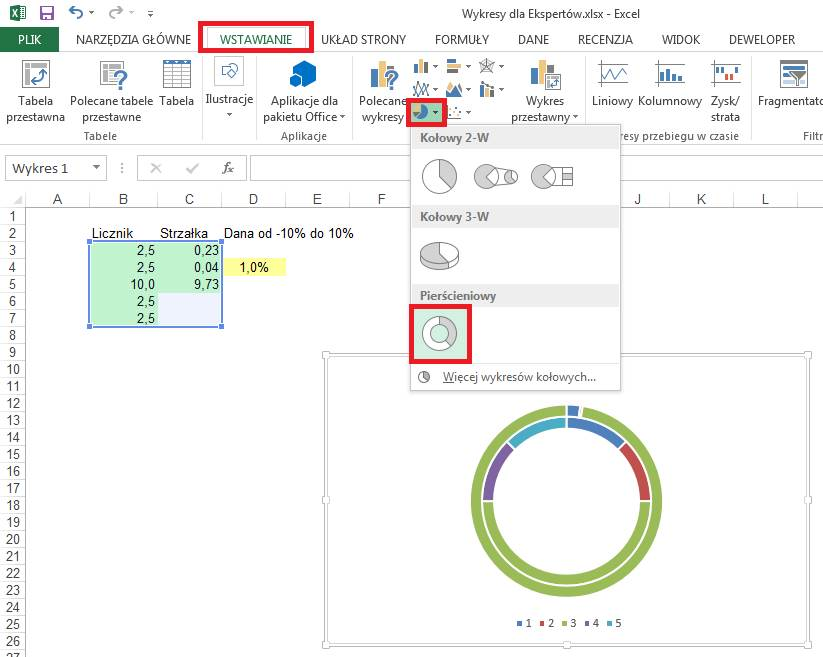 Wykresy dla Ekspertów.xlsx - Excel
PLIK NARZĘDZIA GŁÓWNE WSTAWIANIE UKŁAD STRONY FORMUŁY DANE RECENZJA WIDOK DEWELOPER
Tabela przestawna
Polecane tabele przestawne
Tabela
Ilustracje
Aplikacje dla pakietu Office
Polecane wykresy
Wykres przestawny
Liniowy Kolumnowy Zysk/ strata
Fragmentato
Tabele
Aplikacje
esy przebiegu w czasie
Filtr
Kołowy 2-W
Wykres 1
fx
Kołowy 3-W
Pierścieniowy
Więcej wykresów kołowych...
A B C D E F J K L
1
2 Licznik Strzałka Dana od -10% do 10%
3 2,5 0,23
4 2,5 0,04 1,0%
5 10,0 9,73
6 2,5
7 2,5
8
9
10
11
12
13
14
15
16
17
18
19
20
21
22
23
24
25
26
1 2 3 4 5